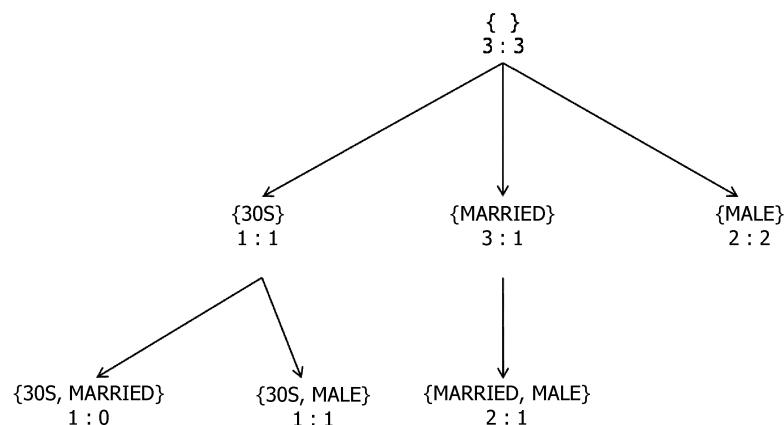 { }
3 : 3
{30S}
1 : 1
{MARRIED}
3 : 1
{MALE}
2 : 2
{30S, MARRIED}
1 : 0
{30S, MALE}
1 : 1
{MARRIED, MALE}
2 : 1